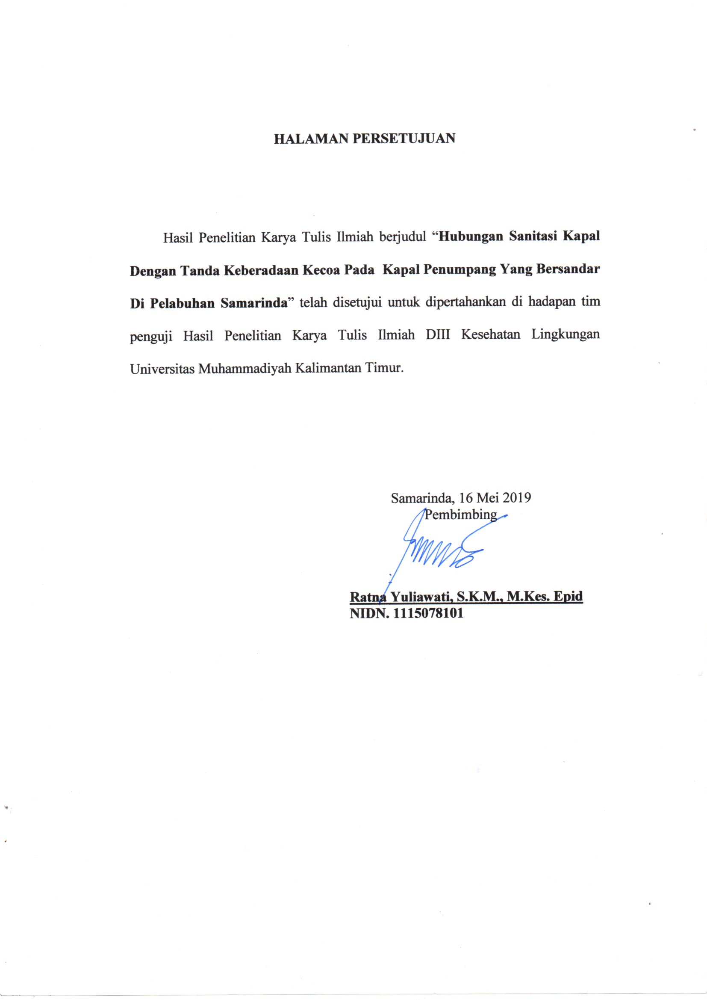 HALAMAN PERSETUJUAN
Hasil Penelitian Karya Tulis Ilmiah berjudul “Hubungan Sanitasi Kapal
Dengan Tanda Keberadaan Kecoa Pada Kapal Penumpang Yang Bersandar
Di Pelabuhan Samarinda” telah disetujui untuk dipertahankan di hadapan tim
penguji Hasil Penelitian Karya Tulis Ilmiah DIII Kesehatan Lingkungan
Universitas Muhammadiyah Kalimantan Timur.
Samarinda, 16 Mei 2019
Pembimbing
Ratna Yuliawati, S.K.M., M.Kes. Epid
NIDN. 1115078101